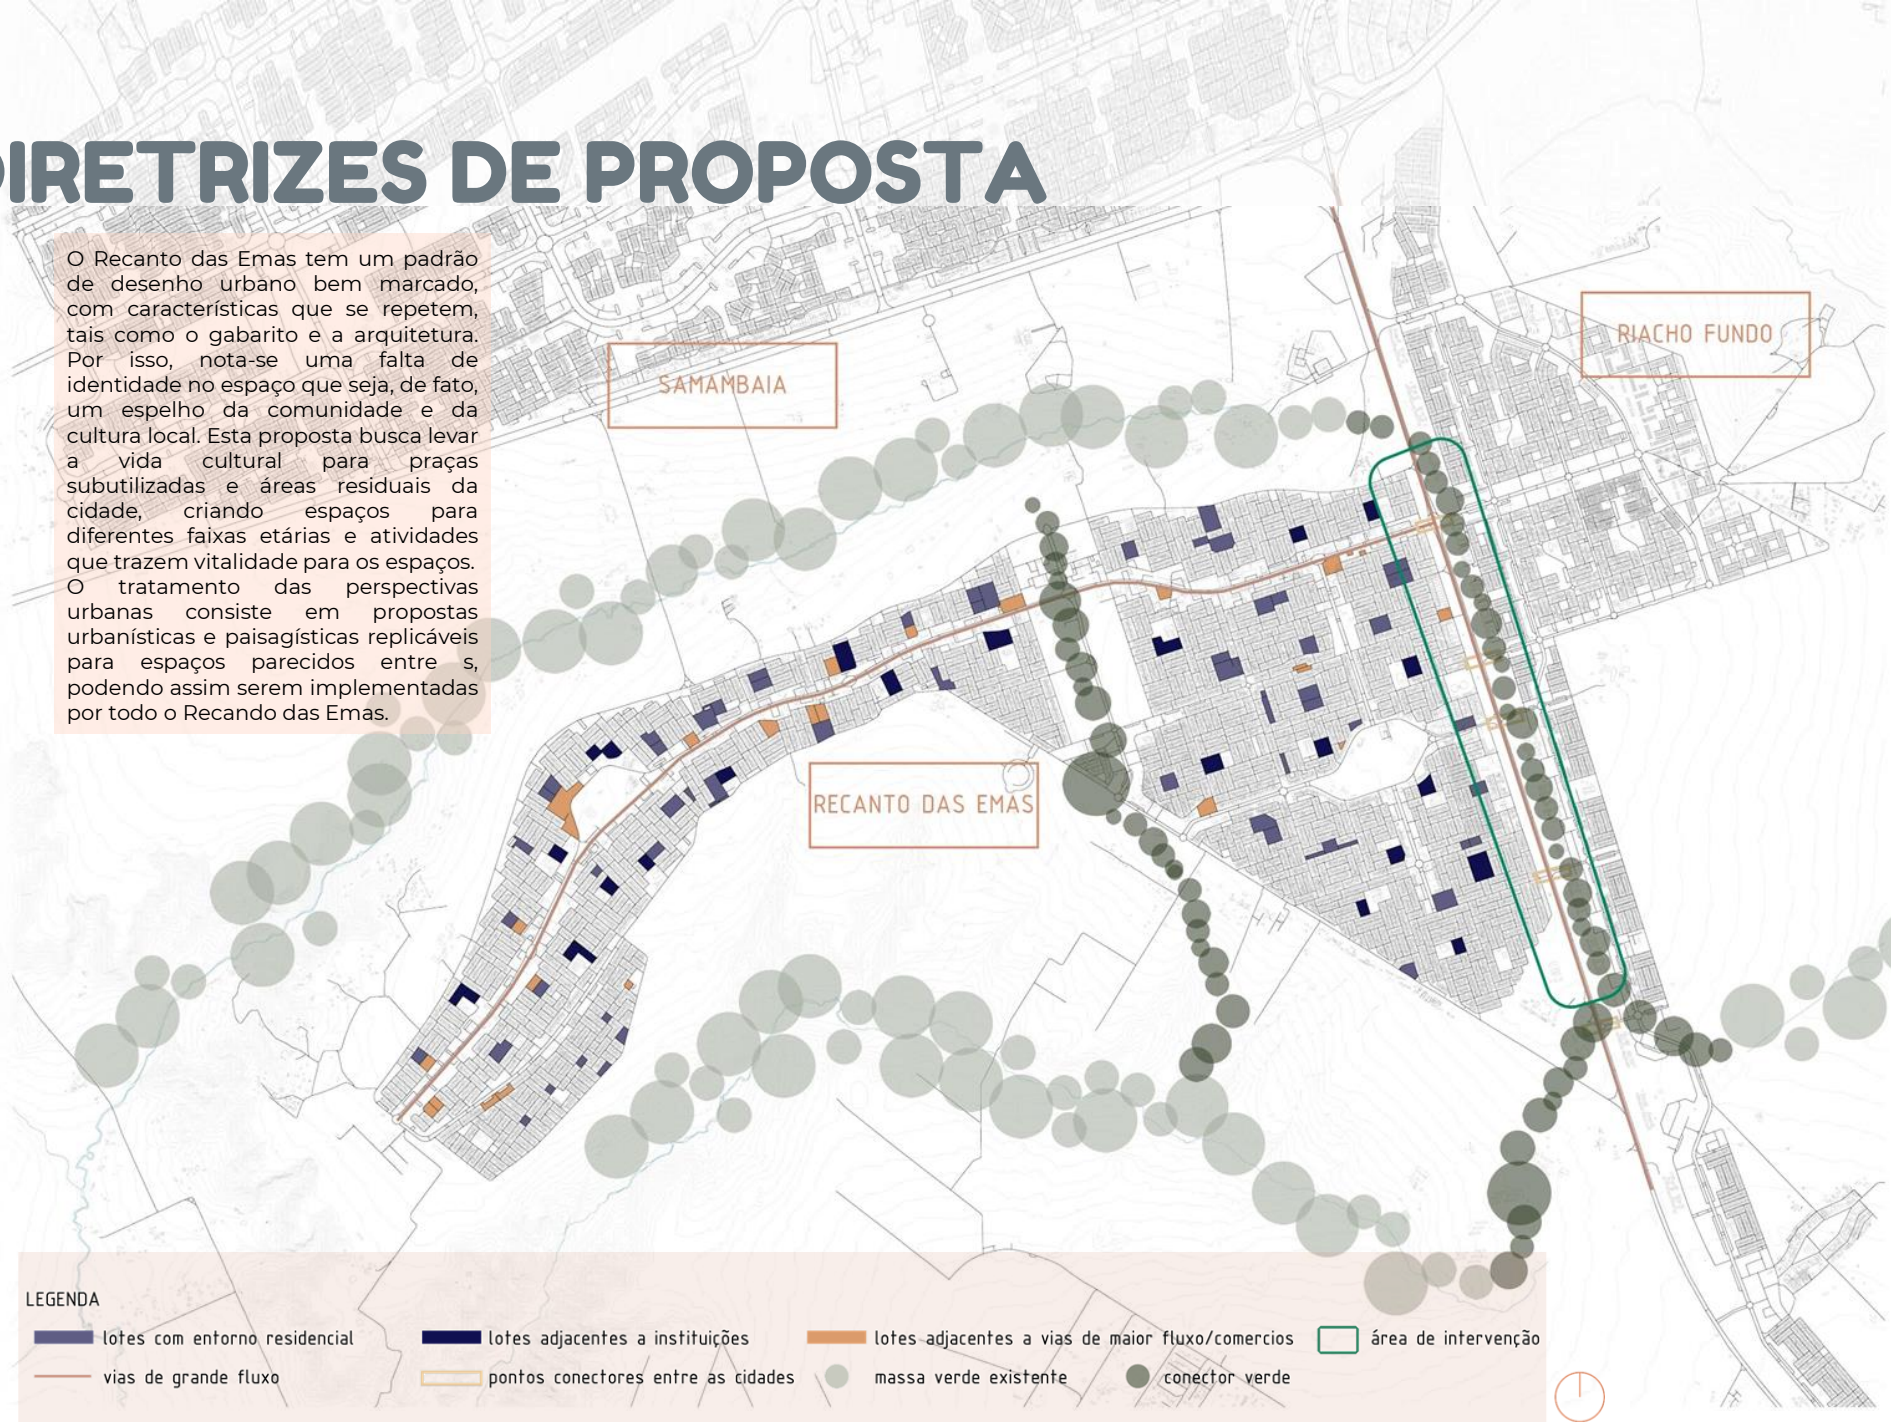 DIRETRIZES DE PROPOSTA
O Recanto das Emas tem um padrão
de desenho urbano bem marcado,
com características que se repetem,
tais como o gabarito e a arquitetura.
Por isso, nota-se uma falta de
identidade no espaço que seja, de fato,
um espelho da comunidade e da
cultura local. Esta proposta busca levar
a vida cultural para praças
subutilizadas e áreas residuais da
cidade, criando espaços para
diferentes faixas etárias e atividades
que trazem vitalidade para os espaços.
O tratamento das perspectivas
urbanas consiste em propostas
urbanísticas e paisagísticas replicáveis
para espaços parecidos entre s,
podendo assim serem implementadas
por todo o Recando das Emas.
SAMAMBAIA
RIACHO FUNDO
RECANTO DAS EMAS
LEGENDA
lotes com entorno residencial
lotes adjacentes a instituições
lotes adjacentes a vias de maior fluxo/comercios
área de intervenção
vias de grande fluxo
pontos conectores entre as cidades
massa verde existente
conector verde